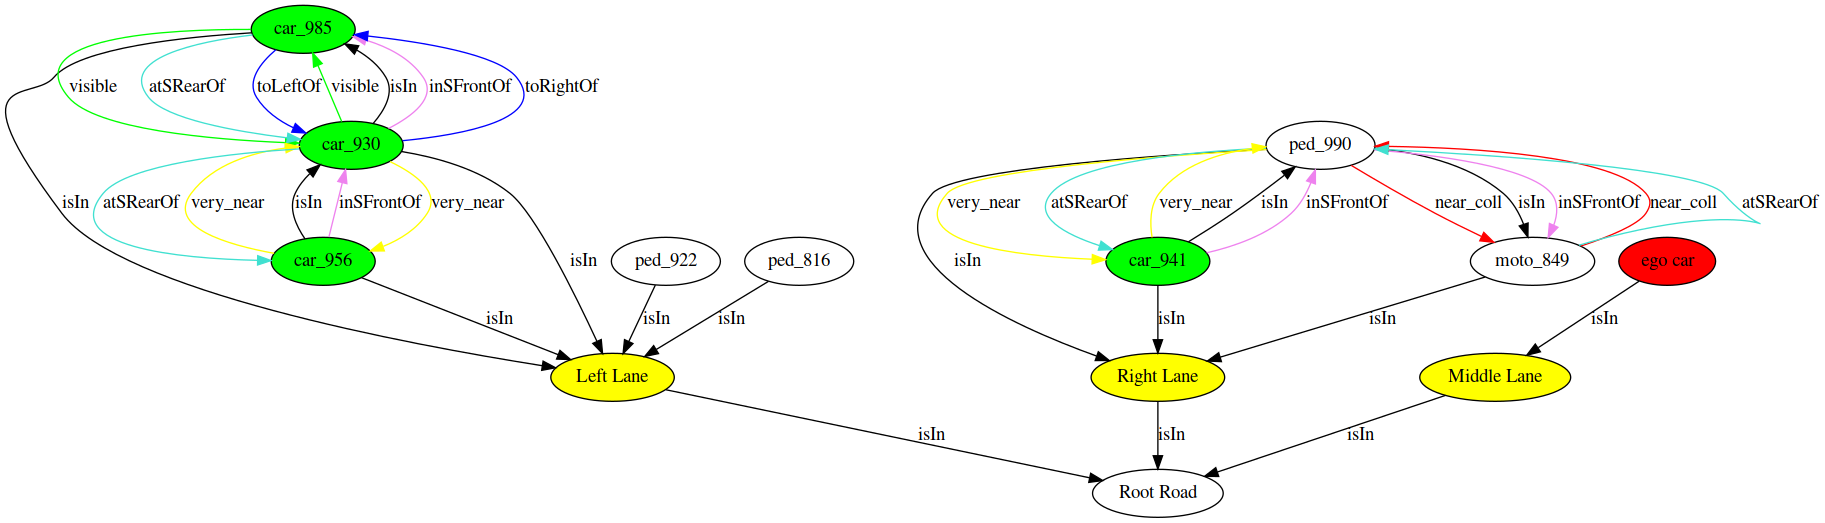 car_985
visible
atSRearOf
toLeftOf
visible
isIn
inSFrontOf
toRightOf
car_930
ped_990
isIn
atSRearOf
very_near
isIn
inSFrontOf
very_near
very_near
atSRearOf
very_near
isIn
inSFrontOf
near_coll
isIn
inSFrontOf
near_coll
atSRearOf
car_956
isIn
ped_922
ped_816
isIn
car_941
moto_849
ego car
isIn
isIn
isIn
isIn
isIn
isIn
Left Lane
Right Lane
Middle Lane
isIn
isIn
isIn
Root Road